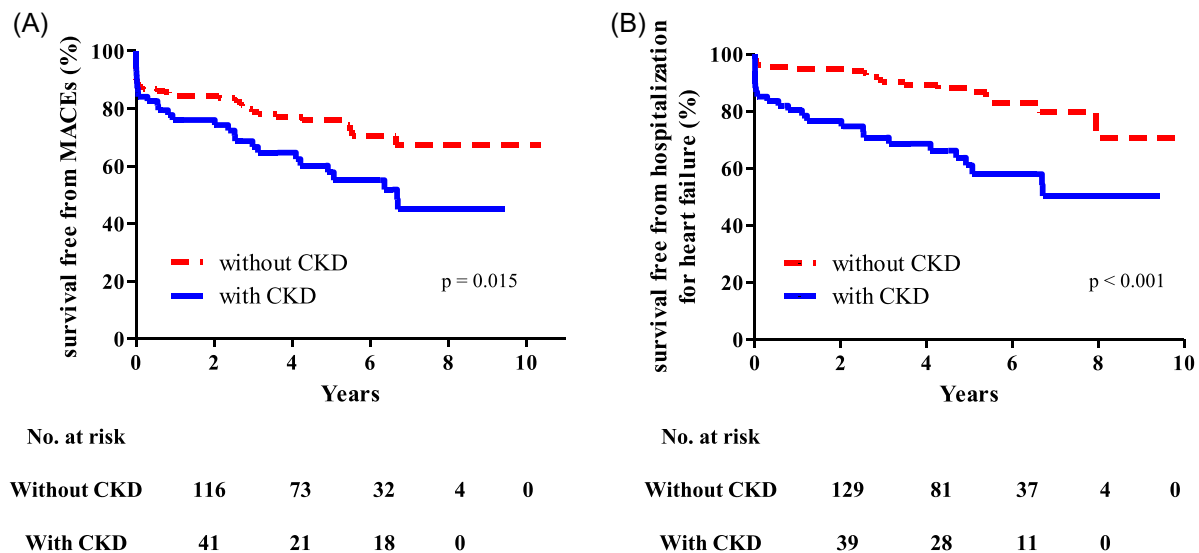 (A)
survival free from MACEs (%)
100
80
60
40
20
0
without CKD
with CKD
p = 0.015
0 2 4 6 8 10
Years
No. at risk
Without CKD 116 73 32 4 0
With CKD 41 21 18 0
(B)
survival free from hospitalization
for heart failure (%)
100
80
60
40
20
0
without CKD
with CKD
p < 0.001
0 2 4 6 8 10
Years
No. at risk
Without CKD 129 81 37 4 0
With CKD 39 28 11 0